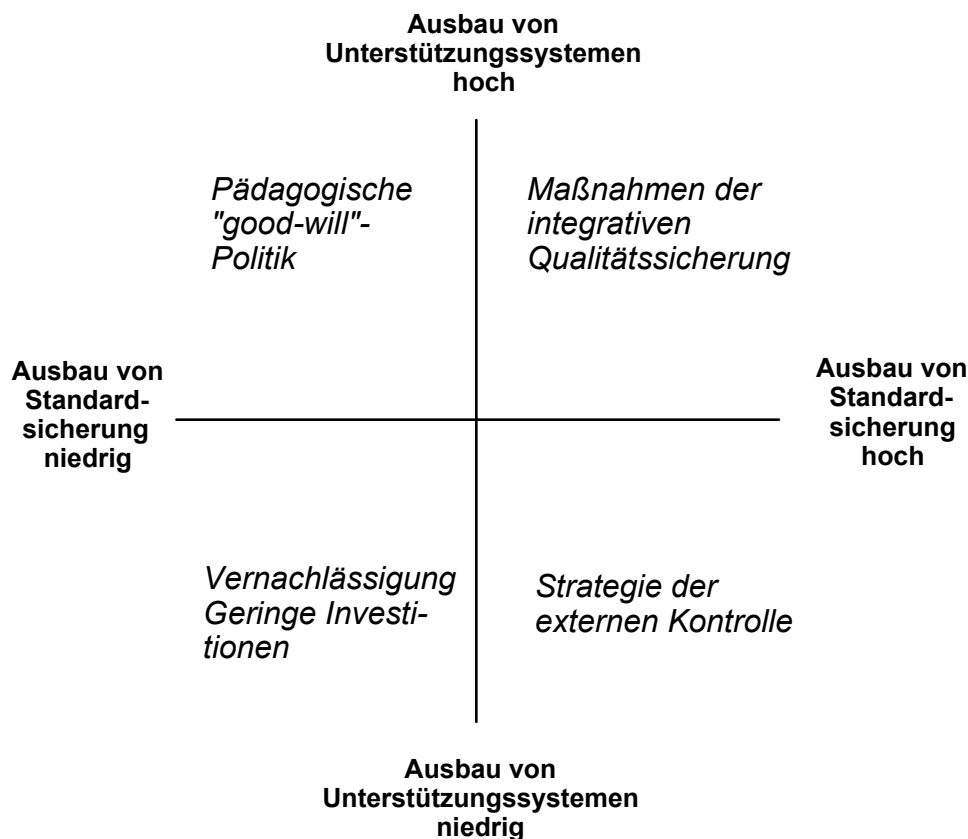 Ausbau von
Unterstützungssystemen
hoch
Pädagogische
"good-will"-
Politik
Maßnahmen der
integrativen
Qualitätssicherung
Ausbau von
Standard-
sicherung
niedrig
Ausbau von
Standard-
sicherung
hoch
Vernachlässigung
Geringe Investi-
tionen
Strategie der
externen Kontrolle
Ausbau von
Unterstützungssystemen
niedrig